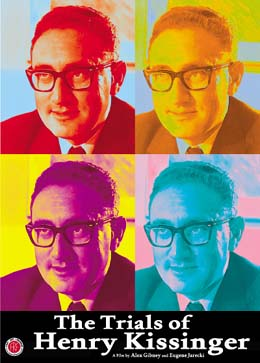 The Trials of
Henry Kissinger
A Film by Alex Gibney and Eugene Jarecki